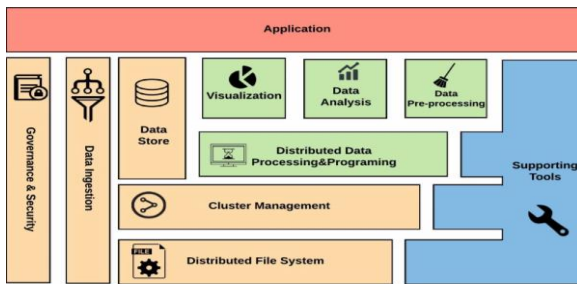 Application
Governance & Security
Data Ingestion
Data
Store
Visualization
Data
Analysis
Data
Pre-processing
Distributed Data
Processing&Programing
Supporting
Tools
Cluster Management
FILE
Distributed File System